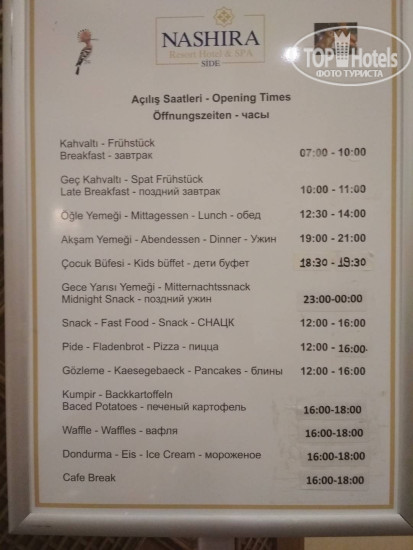 NASHIRA
Resort Hotel & SPA
SIDE
TOPHotels
ФОТО ТУРИСТА
Açılış Saatleri - Opening Times
Öffnungszeiten - часы
Kahvaltı - Frühstück
Breakfast - завтрак 07:00 - 10:00
Geç Kahvaltı - Spat Frühstück
Late Breakfast - поздний завтрак 10:00 - 11:00
Öğle Yemeği - Mittagessen - Lunch - обед 12:30 - 14:00
Akşam Yemeği - Abendessen - Dinner - Ужин 19:00 - 21:00
Çocuk Büfesi - Kids büffet - дети буфет 18:30 - 19:30
Gece Yarısı Yemeği - Mitternachtssnack
Midnight Snack - поздний ужин 23:00-00:00
Snack - Fast Food - Snack - СНАЦК 12:00 - 16:00
Pide - Fladenbrot - Pizza - пицца 12:00 - 16:00
Gözleme - Kaesegebaeck - Pancakes - блины 12:00 - 16:00
Kumpir - Backkartoffeln
Baced Potatoes - печеный картофель 16:00-18:00
Waffle - Waffles - вафля 16:00-18:00
Dondurma - Eis - Ice Cream - мороженое 16:00-18:00
Cafe Break 16:00-18:00